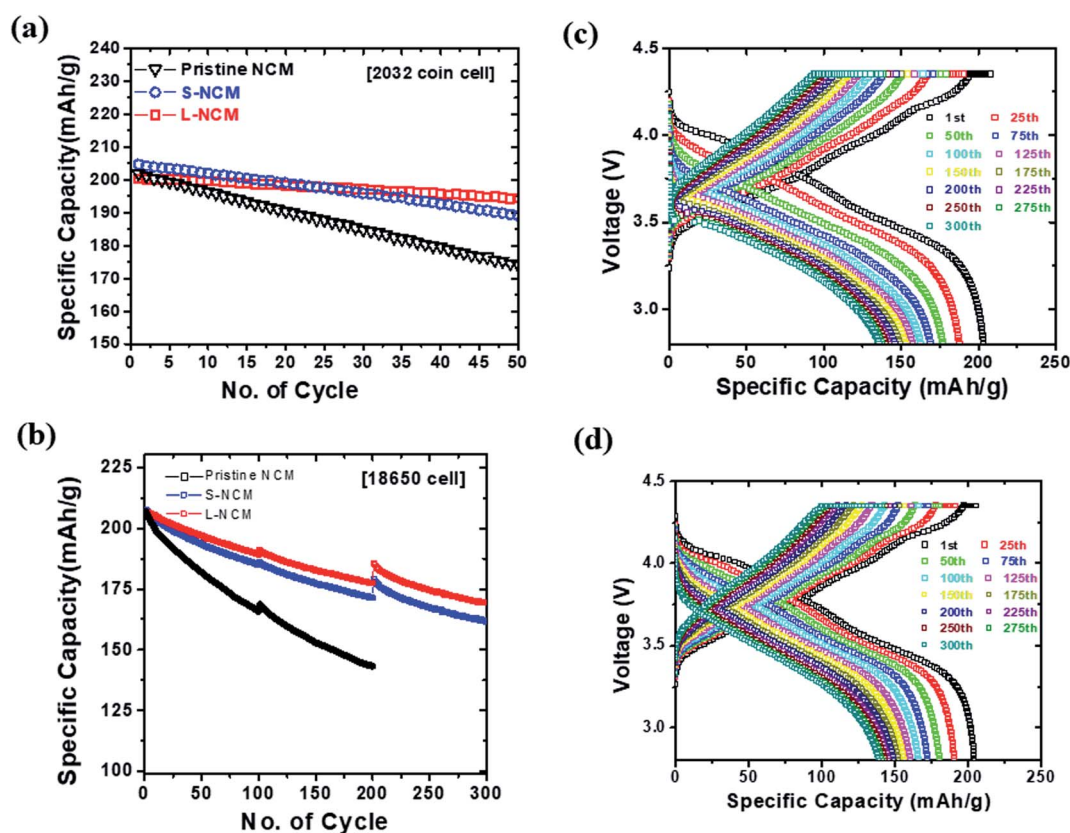 (a)
240
230
220
210
200
190
180
170
160
150
Specific Capacity(mAh/g)
Pristine NCM
S-NCM
L-NCM
[2032 coin cell]
0 5 10 15 20 25 30 35 40 45 50
No. of Cycle
(b)
225
200
175
150
125
100
Specific Capacity(mAh/g)
Pristine NCM
S-NCM
L-NCM
[18650 cell]
0 50 100 150 200 250 300
No. of Cycle
(c)
4.5
4.0
3.5
3.0
Voltage (V)
1st 25th
50th 75th
100th 125th
150th 175th
200th 225th
250th 275th
300th
0 50 100 150 200 250
Specific Capacity (mAh/g)
(d)
4.5
4.0
3.5
3.0
Voltage (V)
1st 25th
50th 75th
100th 125th
150th 175th
200th 225th
250th 275th
300th
0 50 100 150 200 250
Specific Capacity (mAh/g)